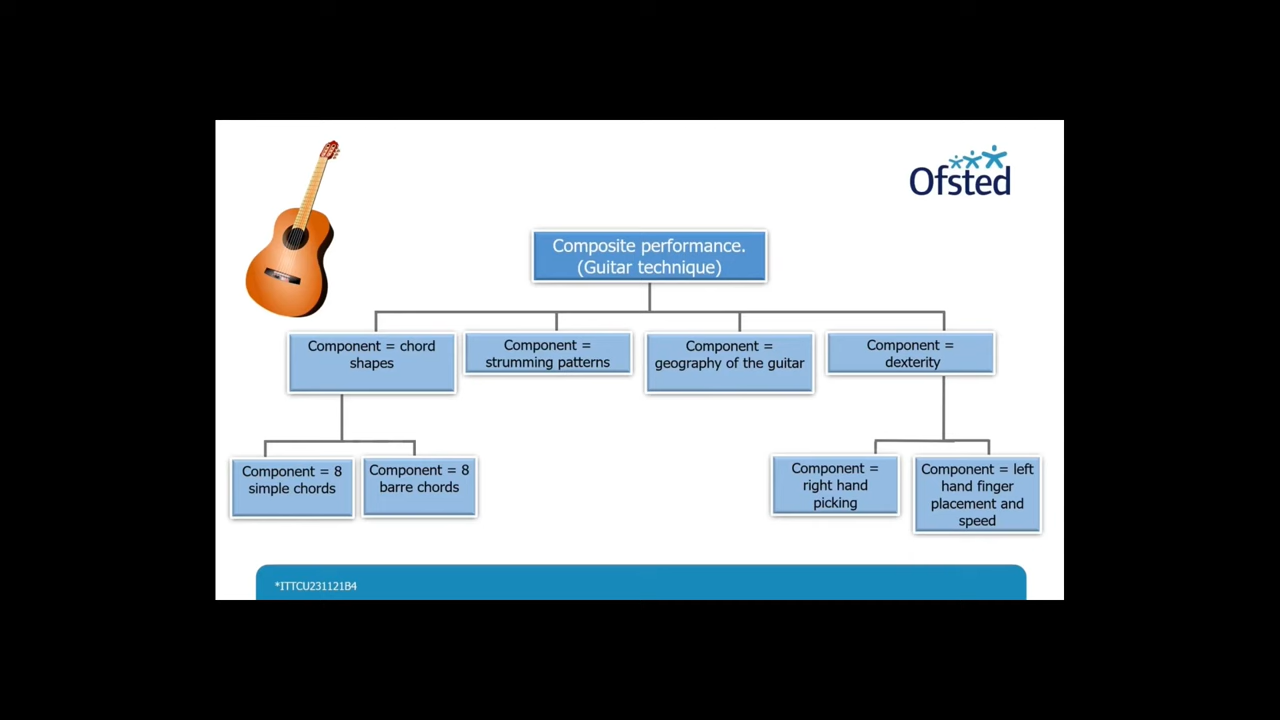 Ofsted
Composite performance.
(Guitar technique)
Component = chord
shapes
Component =
strumming patterns
Component =
geography of the guitar
Component =
dexterity
Component = 8
simple chords
Component = 8
barre chords
Component =
right hand
picking
Component = left
hand finger
placement and
speed
*ITTCU231121B4